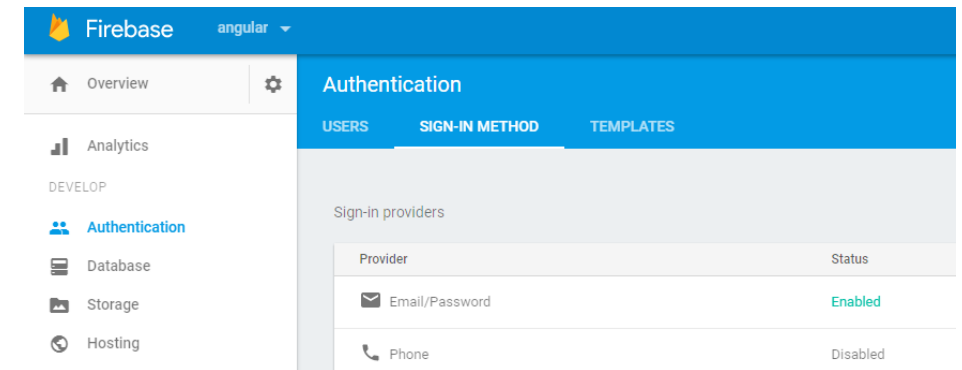 Firebase angular
Overview
Analytics
DEVELOP
Authentication
Database
Storage
Hosting
Authentication
USERS SIGN-IN METHOD TEMPLATES
Sign-in providers
Provider Status
Email/Password Enabled
Phone Disabled